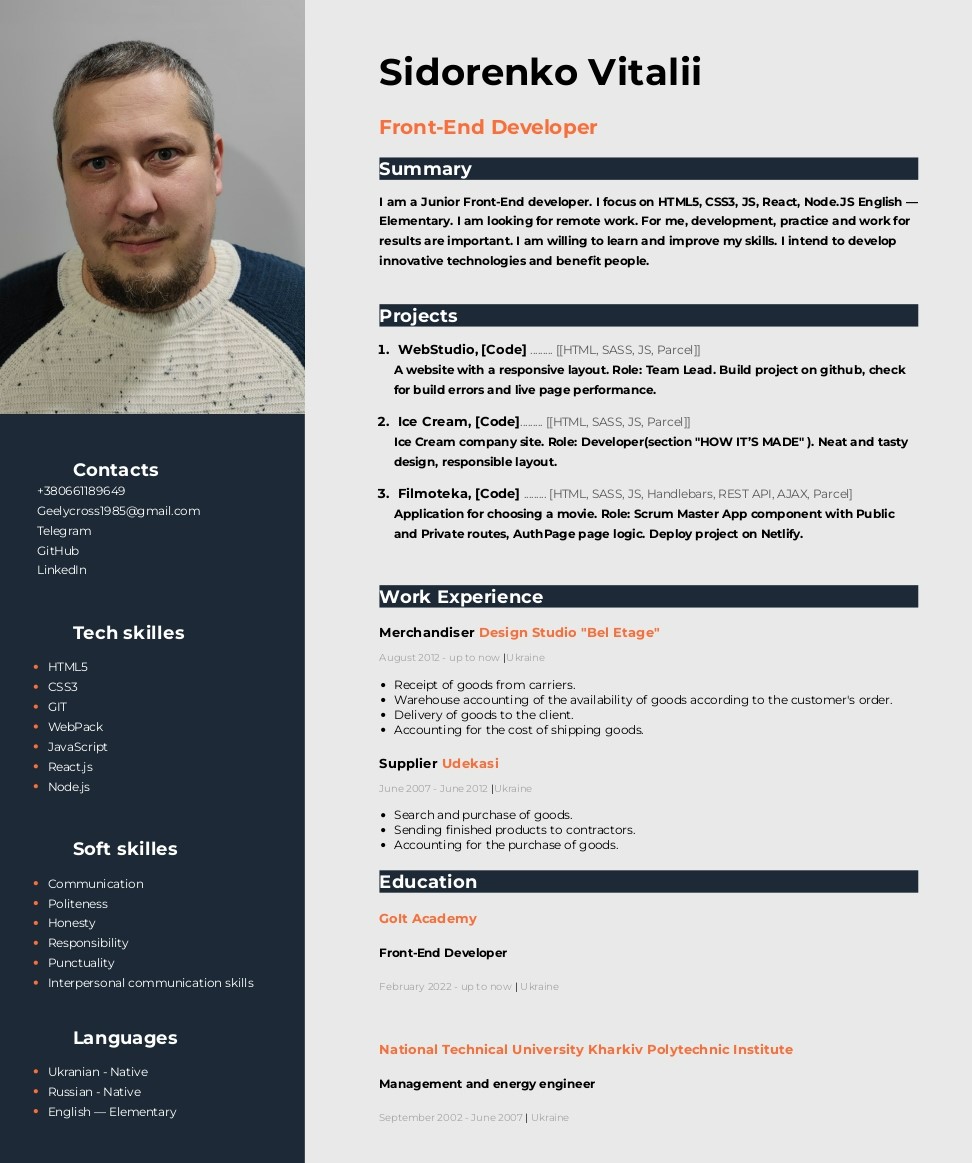 Sidorenko Vitalii
Front-End Developer
Summary
I am a Junior Front-End developer. I focus on HTML5, CSS3, JS, React, Node.JS English —
Elementary. I am looking for remote work. For me, development, practice and work for
results are important. I am willing to learn and improve my skills. I intend to develop
innovative technologies and benefit people.
Projects
1. WebStudio, [Code] ......... [[HTML, SASS, JS, Parcel]]
A website with a responsive layout. Role: Team Lead. Build project on github, check
for build errors and live page performance.
2. Ice Cream, [Code]......... [[HTML, SASS, JS, Parcel]]
Ice Cream company site. Role: Developer(section "HOW IT’S MADE" ). Neat and tasty
design, responsible layout.
3. Filmoteka, [Code] ......... [HTML, SASS, JS, Handlebars, REST API, AJAX, Parcel]
Application for choosing a movie. Role: Scrum Master App component with Public
and Private routes, AuthPage page logic. Deploy project on Netlify.
Work Experience
Merchandiser Design Studio "Bel Etage"
August 2012 - up to now |Ukraine
• Receipt of goods from carriers.
• Warehouse accounting of the availability of goods according to the customer's order.
• Delivery of goods to the client.
• Accounting for the cost of shipping goods.
Supplier Udekasi
June 2007 - June 2012 |Ukraine
• Search and purchase of goods.
• Sending finished products to contractors.
• Accounting for the purchase of goods.
Education
GoIt Academy
Front-End Developer
February 2022 - up to now | Ukraine
National Technical University Kharkiv Polytechnic Institute
Management and energy engineer
September 2002 - June 2007 | Ukraine
Contacts
+380661189649
Geelycross1985@gmail.com
Telegram
GitHub
LinkedIn
Tech skilles
• HTML5
• CSS3
• GIT
• WebPack
• JavaScript
• React.js
• Node.js
Soft skilles
• Communication
• Politeness
• Honesty
• Responsibility
• Punctuality
• Interpersonal communication skills
Languages
• Ukranian - Native
• Russian - Native
• English — Elementary